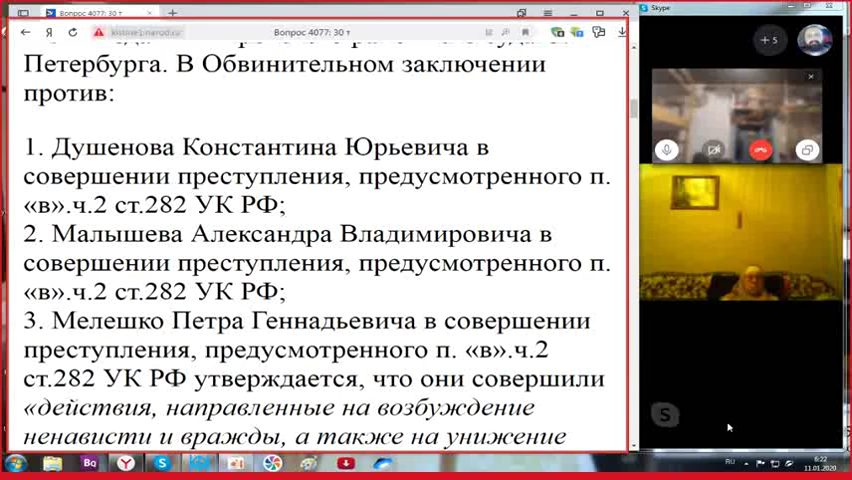 Вопрос 4077: 30 т
Skype
Вопрос 4077: 30 т
+ 5
Петербурга. В Обвинительном заключении
против:
1. Душенова Константина Юрьевича в
совершении преступления, предусмотренного п.
«в».ч.2 ст.282 УК РФ;
2. Малышева Александра Владимировича в
совершении преступления, предусмотренного п.
«в».ч.2 ст.282 УК РФ;
3. Мелешко Петра Геннадьевича в совершении
преступления, предусмотренного п. «в».ч.2
ст.282 УК РФ утверждается, что они совершили
«действия, направленные на возбуждение
ненависти и вражды, а также на унижение
Bq
RU
6:22
11.01.2020